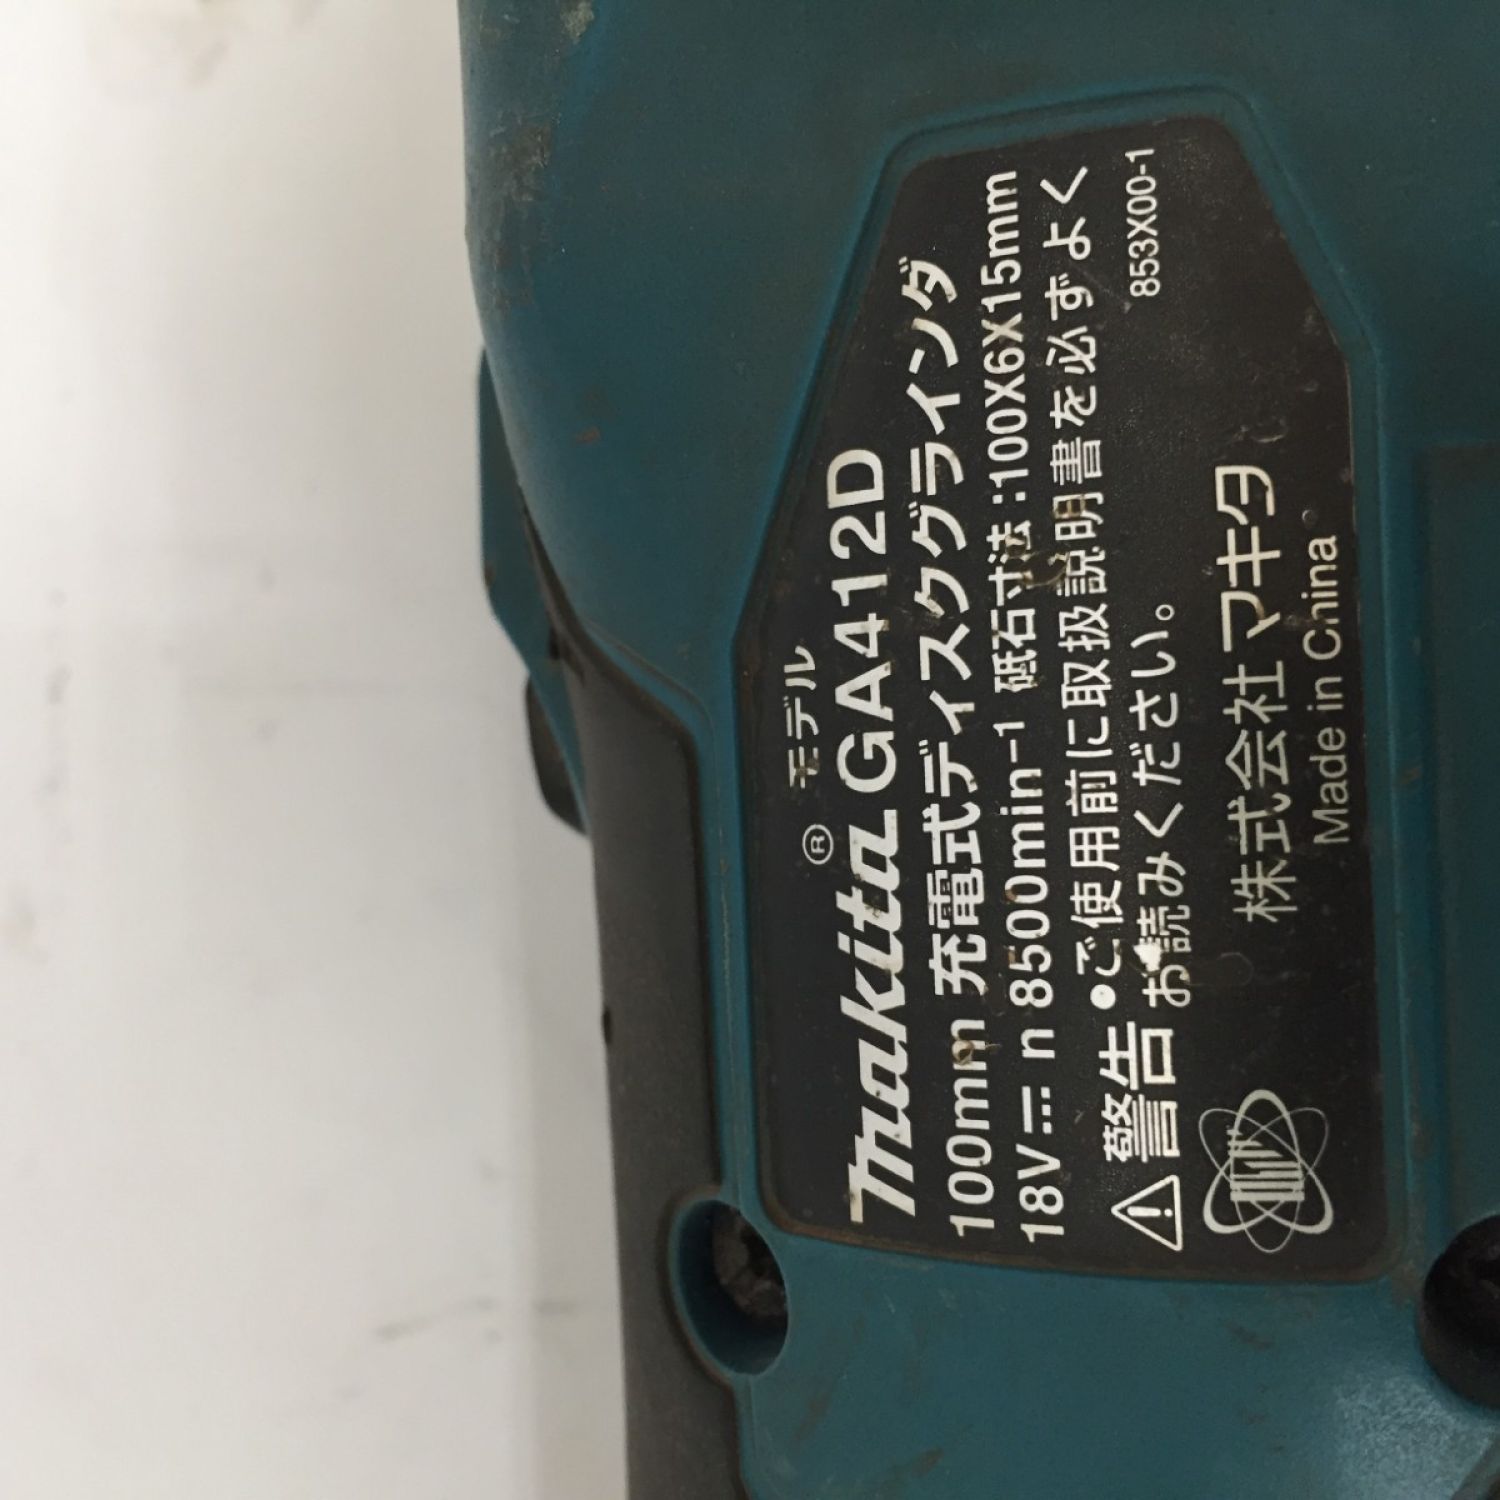 モデル
makita® GA412D
100mm 充電式ディスクグラインダ
18V⎓ n 8500min⁻¹ 砥石寸法:100X6X15mm
警告 ●ご使用前に取扱説明書を必ずよく
お読みください。
853X00-1
株式会社マキタ
Made in China